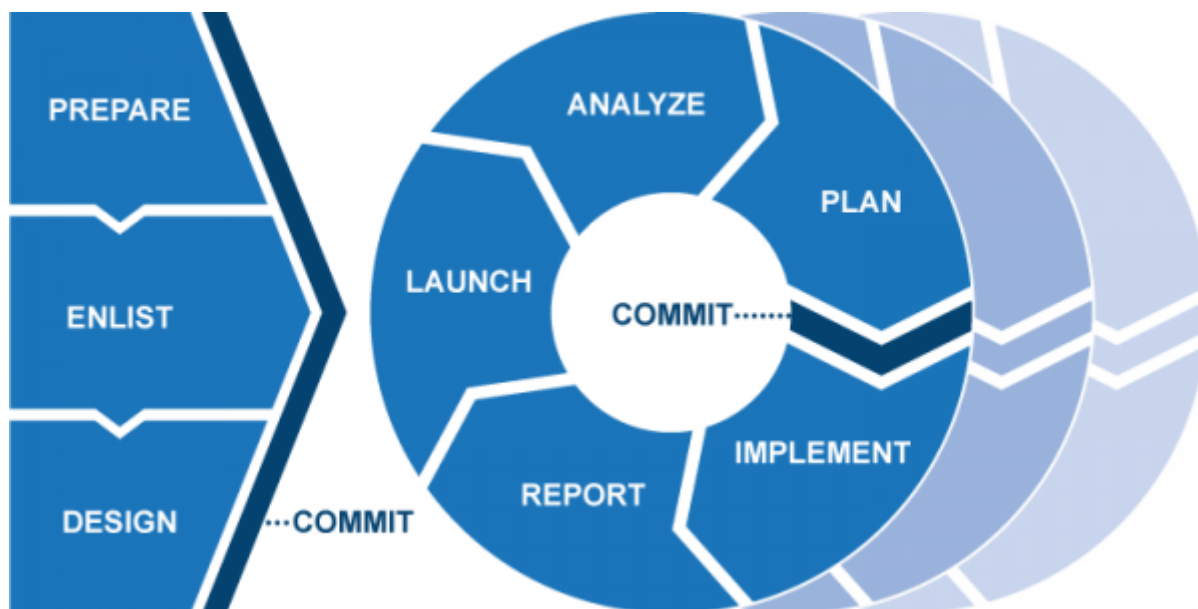 PREPARE
ENLIST
DESIGN
COMMIT
ANALYZE
PLAN
LAUNCH
COMMIT
IMPLEMENT
REPORT